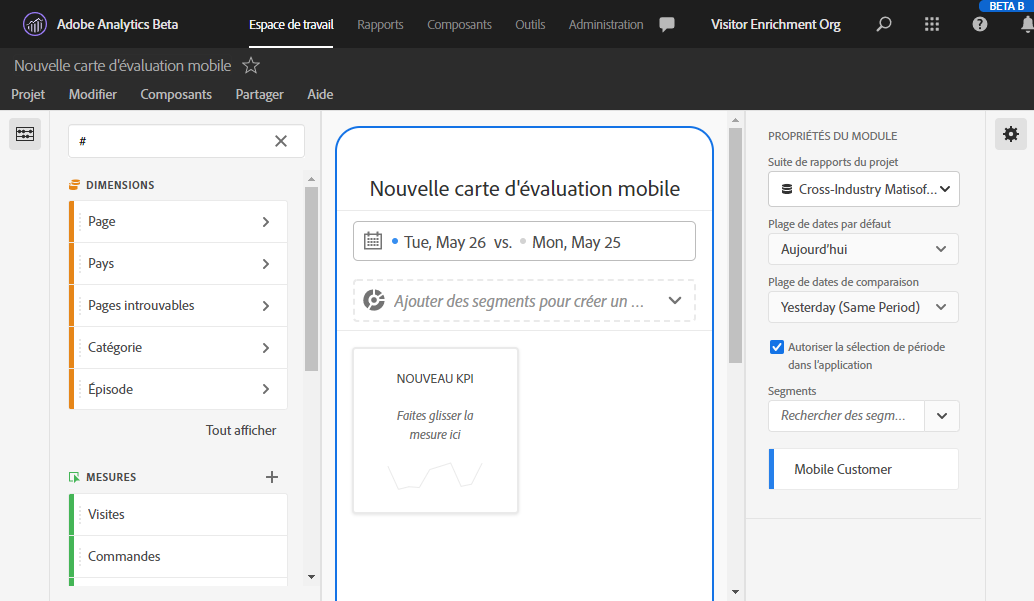 BETA B
Adobe Analytics Beta
Espace de travail
Rapports
Composants
Outils
Administration
Visitor Enrichment Org
Nouvelle carte d'évaluation mobile
Projet
Modifier
Composants
Partager
Aide
#
DIMENSIONS
Page
Pays
Pages introuvables
Catégorie
Épisode
Tout afficher
MESURES
Visites
Commandes
Nouvelle carte d'évaluation mobile
Tue, May 26 vs. Mon, May 25
Ajouter des segments pour créer un ...
NOUVEAU KPI
Faites glisser la
mesure ici
PROPRIÉTÉS DU MODULE
Suite de rapports du projet
Cross-Industry Matisof...
Plage de dates par défaut
Aujourd'hui
Plage de dates de comparaison
Yesterday (Same Period)
Autoriser la sélection de période
dans l'application
Segments
Rechercher des segm...
Mobile Customer